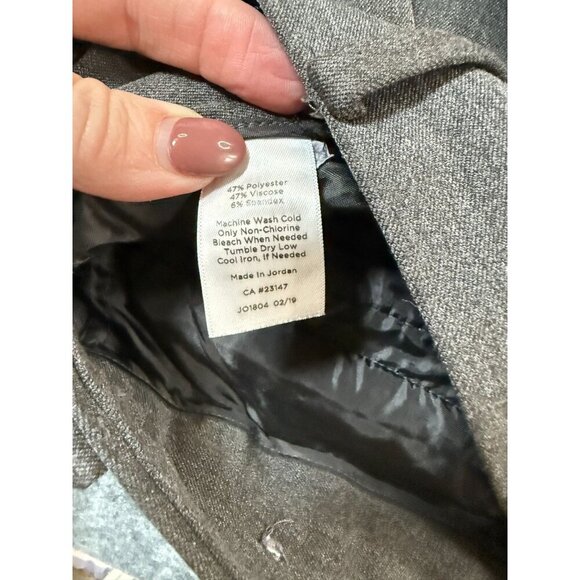 47% Polyester
47% Viscose
6% Spandex
Machine Wash Cold
Only Non-Chlorine
Bleach When Needed
Tumble Dry Low
Cool Iron, If Needed
Made In Jordan
CA #23147
JO1804 02/19